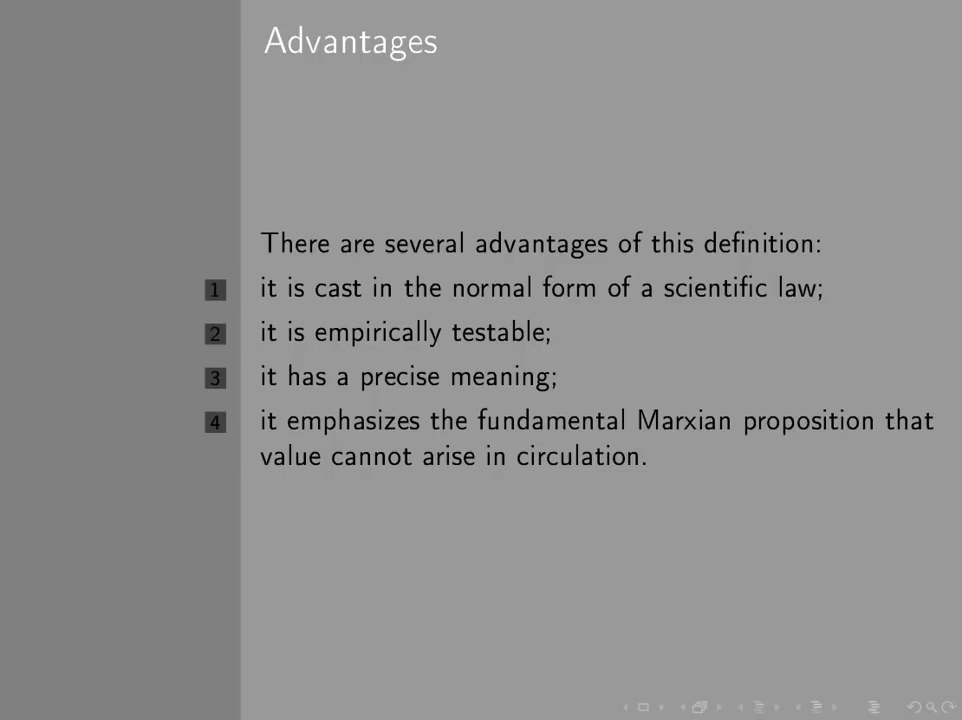 Advantages
There are several advantages of this definition:
1 it is cast in the normal form of a scientific law;
2 it is empirically testable;
3 it has a precise meaning;
4 it emphasizes the fundamental Marxian proposition that
value cannot arise in circulation.